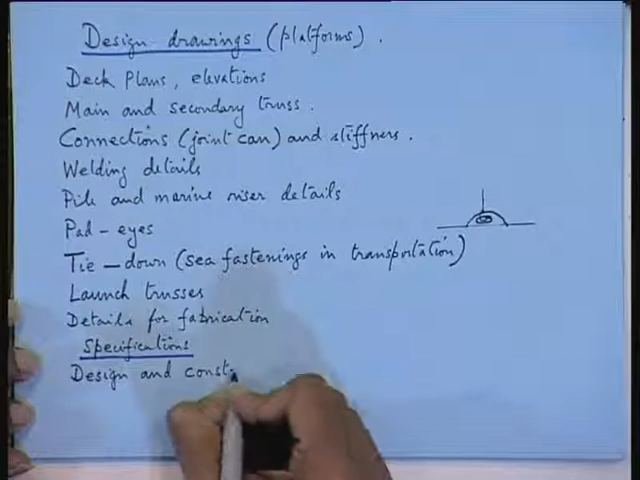 Design drawings (platforms).
Deck Plans, elevations
Main and secondary truss.
Connections (joint can) and stiffners.
Welding details
Pile and marine riser details
Pad-eyes
Tie-down (sea fastenings in transportation)
Launch trusses
Details for fabrication
Specifications
Design and const